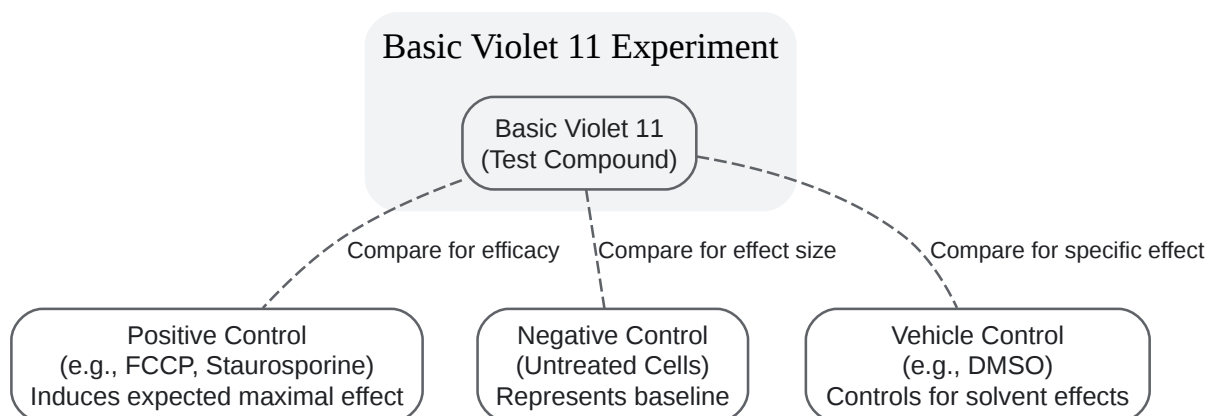 Basic Violet 11 Experiment
Basic Violet 11
(Test Compound)
Compare for efficacy
Compare for effect size
Compare for specific effect
Positive Control
(e.g., FCCP, Staurosporine)
Induces expected maximal effect
Negative Control
(Untreated Cells)
Represents baseline
Vehicle Control
(e.g., DMSO)
Controls for solvent effects